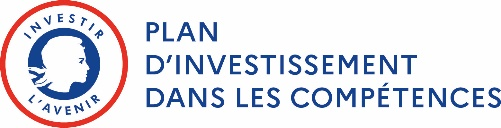 INVESTIR
L'AVENIR
PLAN
D'INVESTISSEMENT
DANS LES COMPÉTENCES